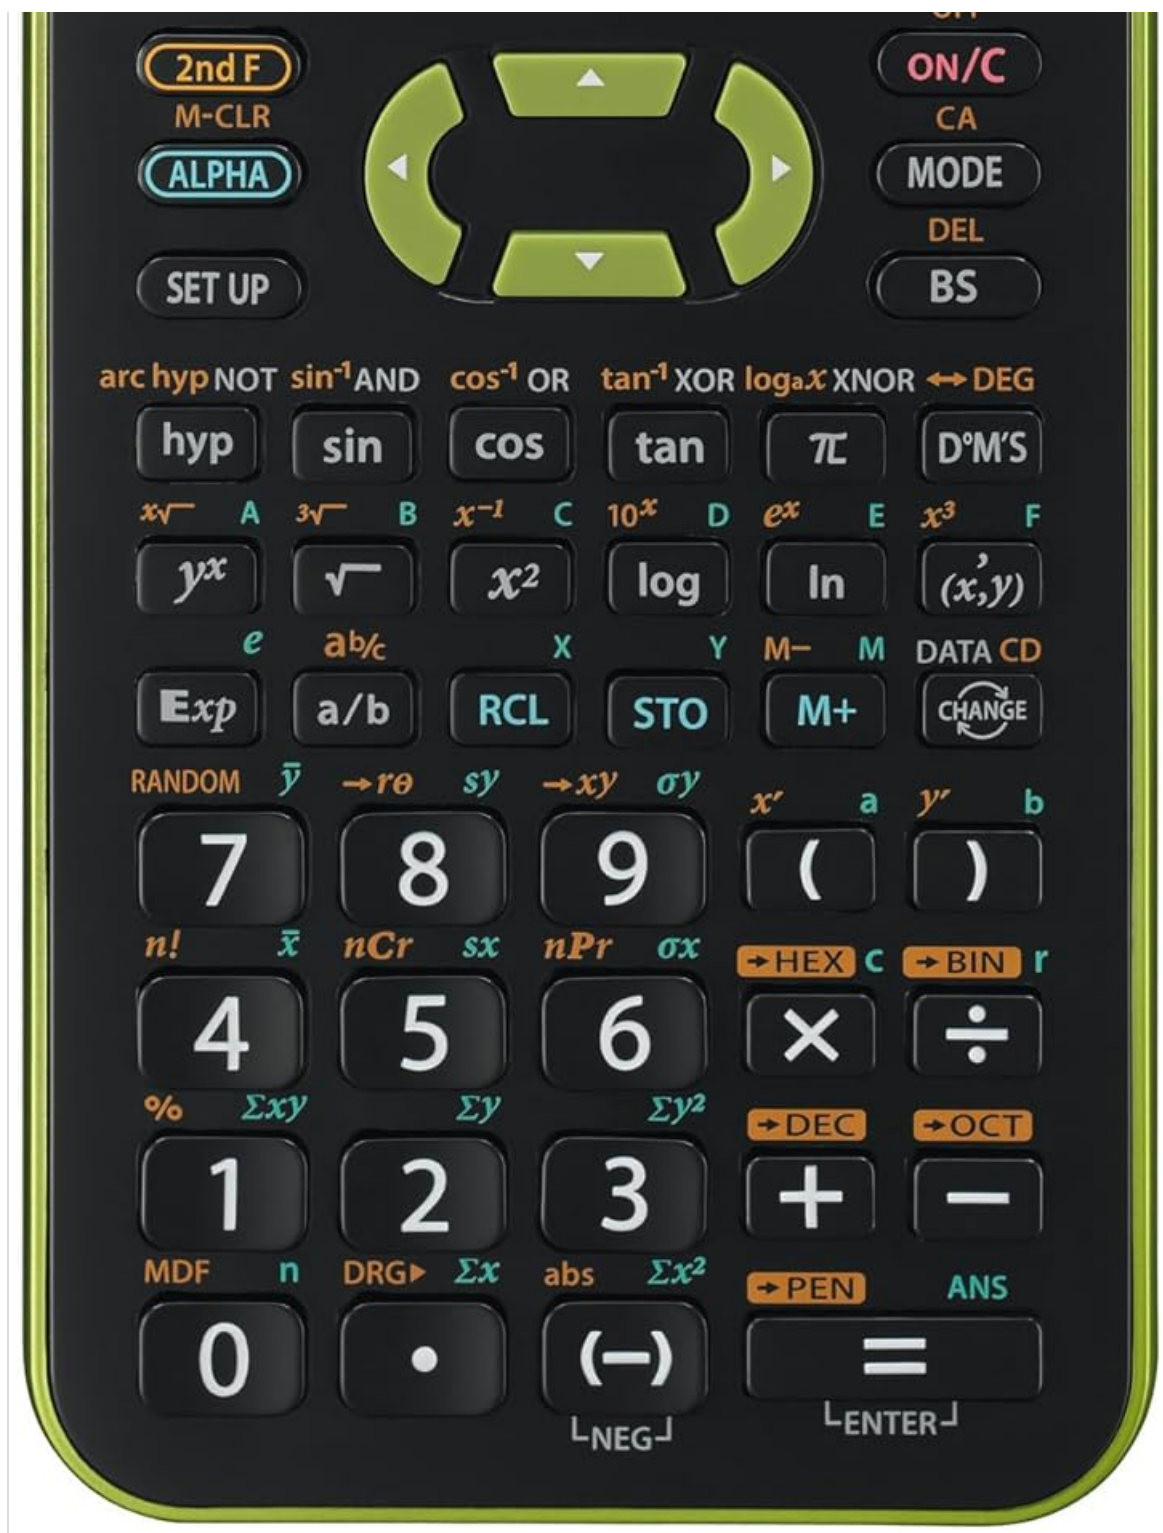 OFF
2nd F ON/C
M-CLR CA
ALPHA MODE
DEL
SET UP BS
arc hyp NOT sin⁻¹ AND cos⁻¹ OR tan⁻¹ XOR logₐx XNOR ↔DEG
hyp sin cos tan π D°M'S
ˣ√ A ³√ B x⁻¹ C 10ˣ D eˣ E x³ F
yˣ √ x² log ln (x,'y)
e ab/c X Y M− M DATA CD
Exp a/b RCL STO M+ CHANGE
RANDOM ȳ →rθ sy →xy σy x′ a y′ b
7 8 9 ( )
n! x̄ nCr sx nPr σx →HEX c →BIN r
4 5 6 × ÷
% Σxy Σy Σy² →DEC →OCT
1 2 3 + −
MDF n DRG▶ Σx abs Σx² →PEN ANS
0 • (−) =
NEG ENTER